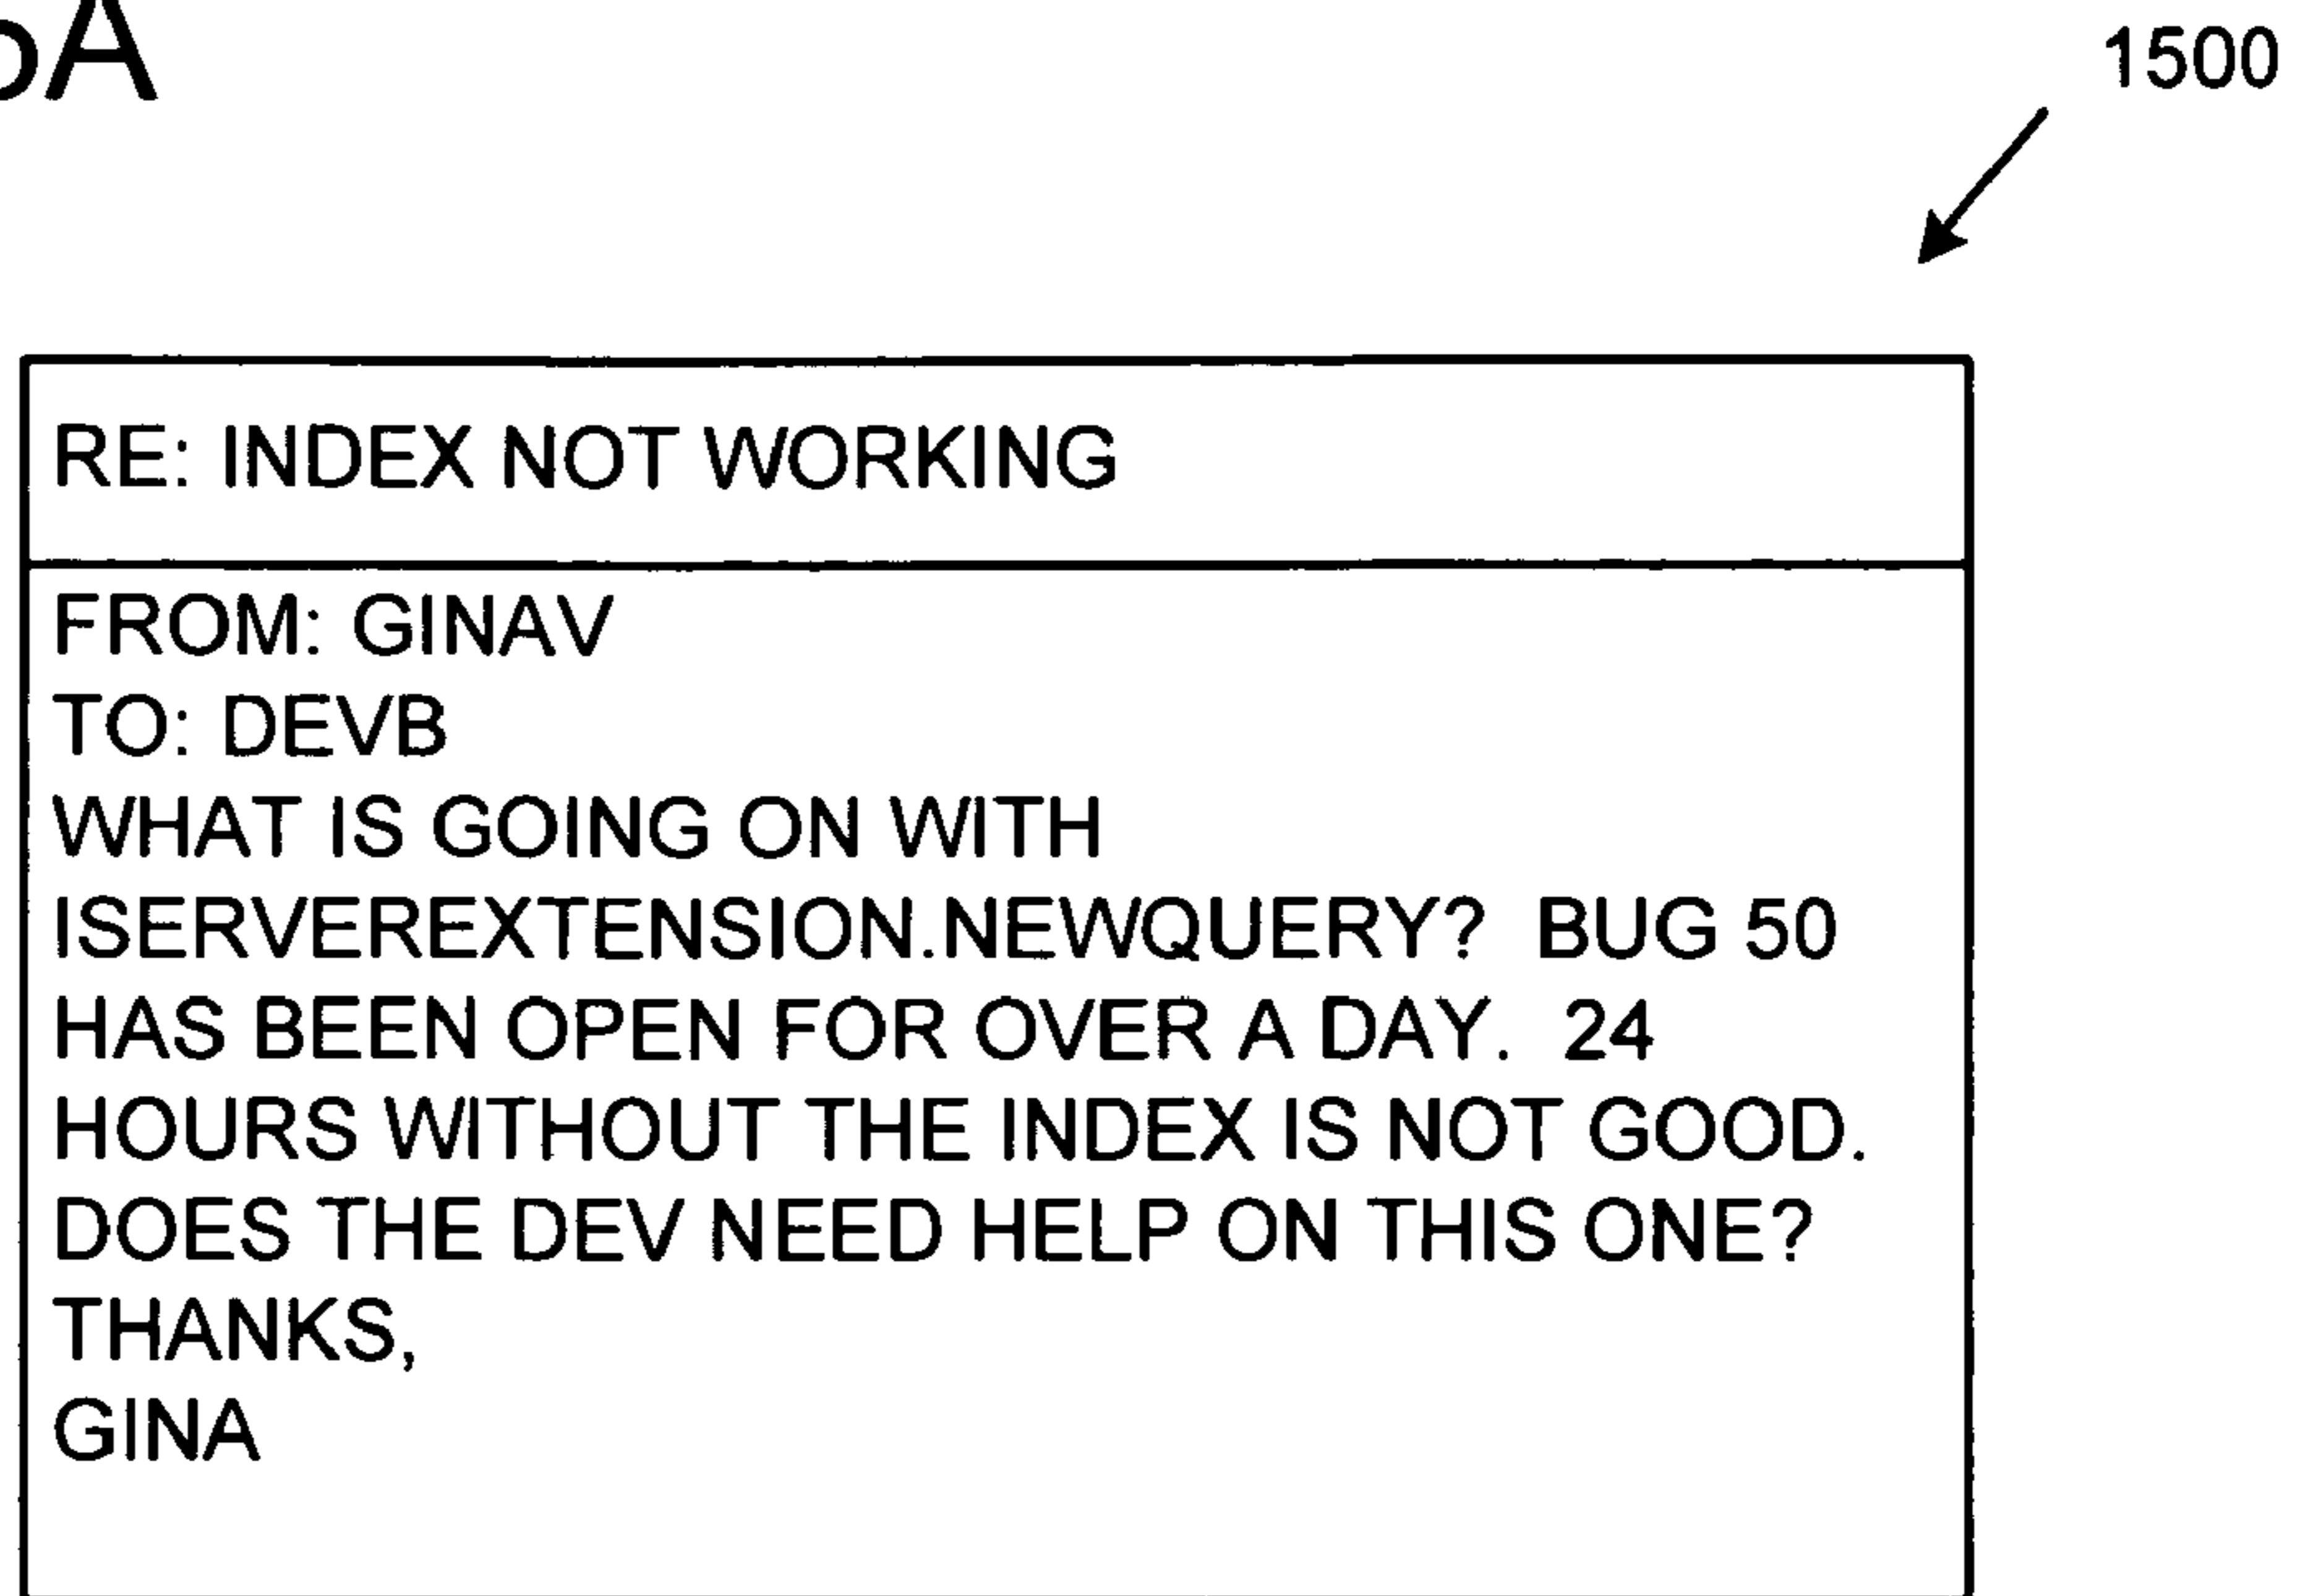 1500
RE: INDEX NOT WORKING
FROM: GINAV
TO: DEVB
WHAT IS GOING ON WITH
ISERVEREXTENSION.NEWQUERY? BUG 50
HAS BEEN OPEN FOR OVER A DAY. 24
HOURS WITHOUT THE INDEX IS NOT GOOD.
DOES THE DEV NEED HELP ON THIS ONE?
THANKS,
GINA